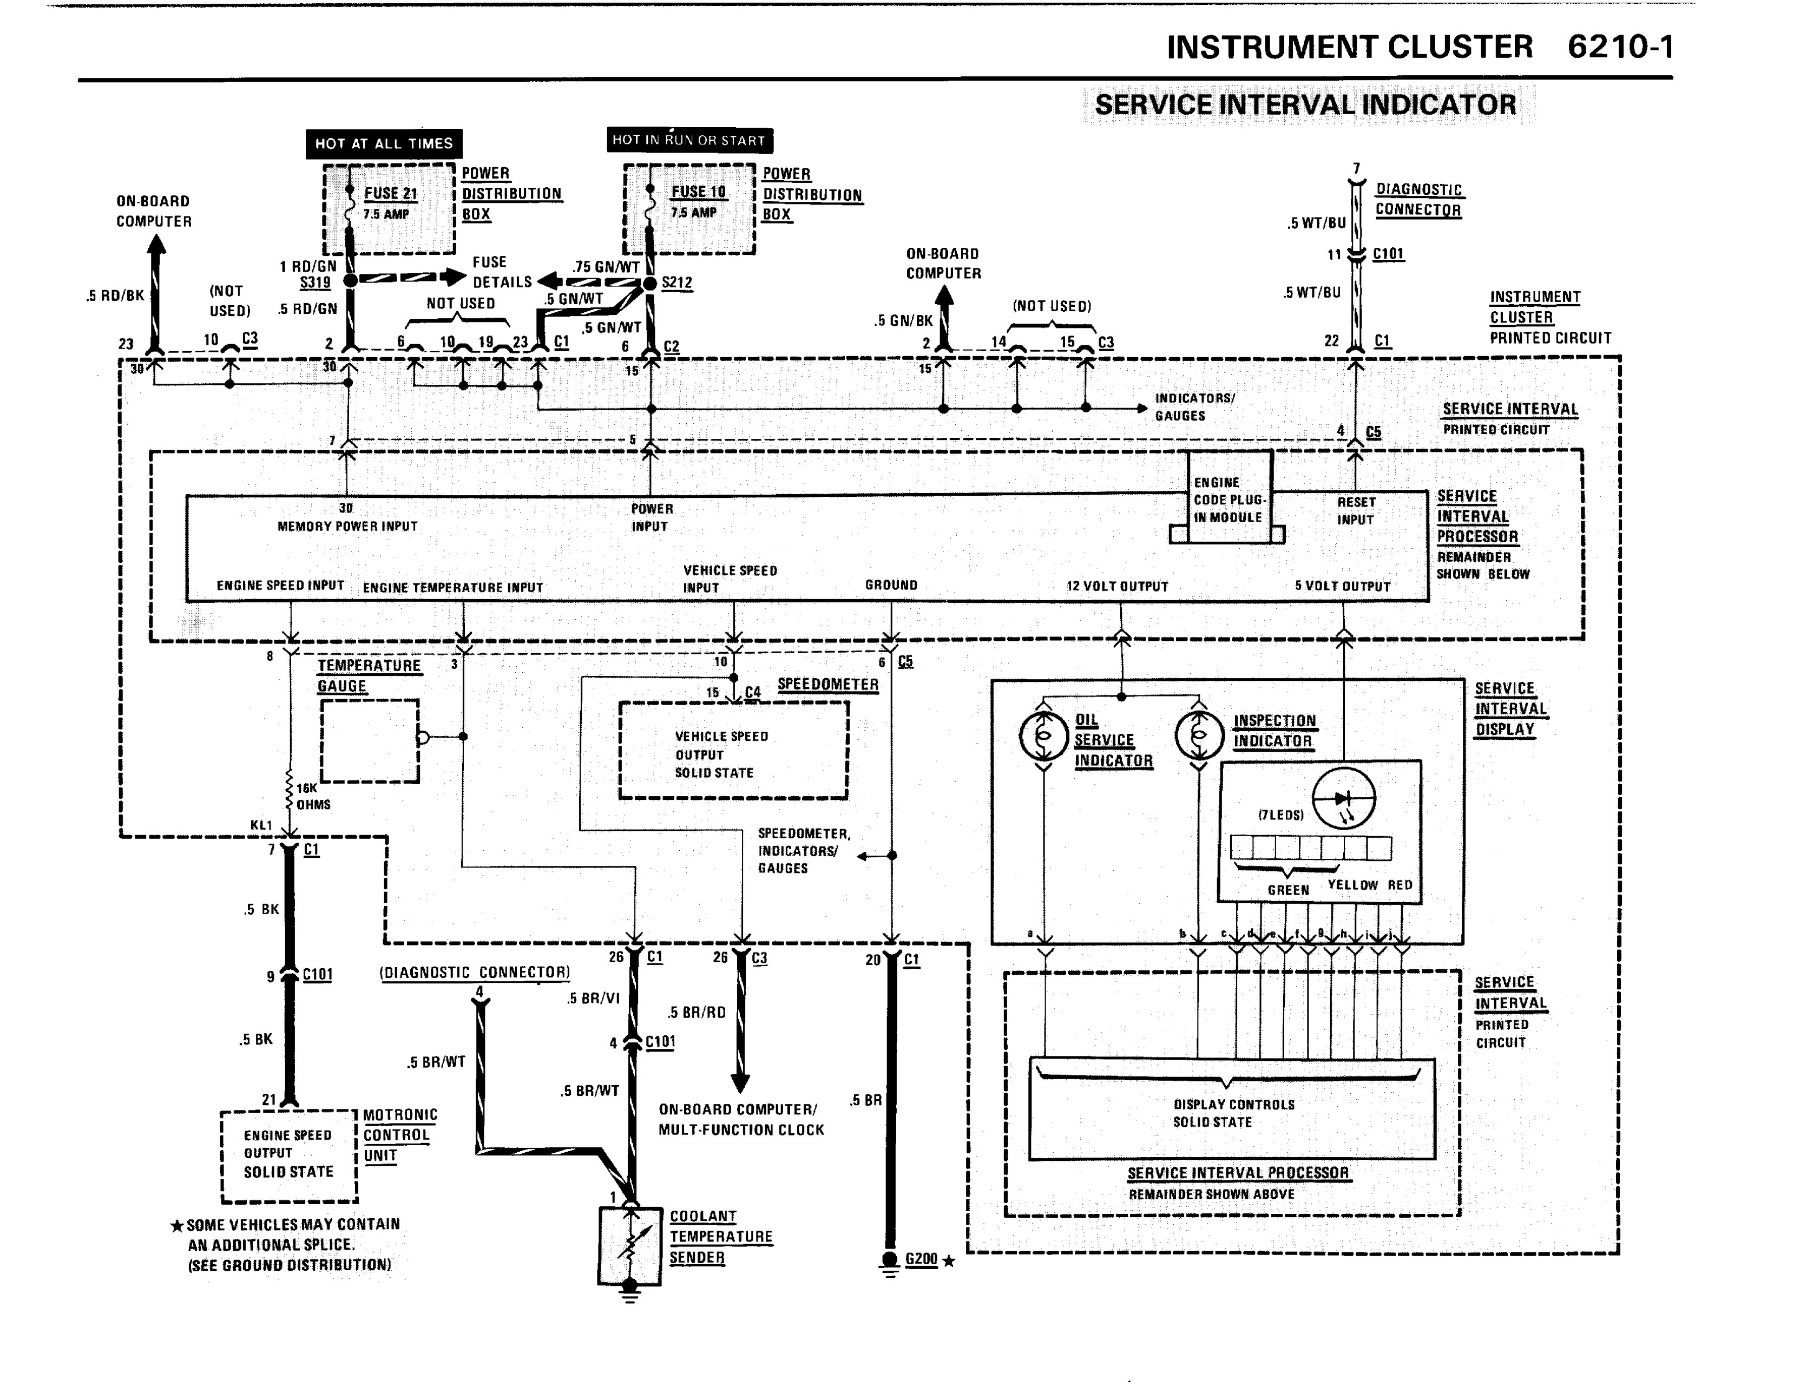 INSTRUMENT CLUSTER 6210-1
SERVICE INTERVAL INDICATOR
HOT AT ALL TIMES
HOT IN RUN OR START
ON-BOARD
COMPUTER
FUSE 21
7.5 AMP
POWER
DISTRIBUTION
BOX
FUSE 10
7.5 AMP
POWER
DISTRIBUTION
BOX
7
DIAGNOSTIC
CONNECTOR
.5 WT/BU
11 C101
.5 WT/BU
1 RD/GN
S319
FUSE
DETAILS
.75 GN/WT
S212
ON-BOARD
COMPUTER
.5 RD/BK
(NOT
USED)
.5 RD/GN
NOT USED
.5 GN/WT
.5 GN/WT
.5 GN/BK
(NOT USED)
INSTRUMENT
CLUSTER
PRINTED CIRCUIT
23 10 C3 2 6 10 19 23 C1 6 C2 2 14 15 C3 22 C1
30 30 15 15
INDICATORS/
GAUGES
SERVICE INTERVAL
PRINTED CIRCUIT
7 5 4 C5
ENGINE
CODE PLUG-
IN MODULE
30
MEMORY POWER INPUT
POWER
INPUT
RESET
INPUT
SERVICE
INTERVAL
PROCESSOR
REMAINDER
SHOWN BELOW
ENGINE SPEED INPUT
ENGINE TEMPERATURE INPUT
VEHICLE SPEED
INPUT
GROUND
12 VOLT OUTPUT
5 VOLT OUTPUT
8 3 10 6 C5
TEMPERATURE
GAUGE
15 C4
SPEEDOMETER
VEHICLE SPEED
OUTPUT
SOLID STATE
SERVICE
INTERVAL
DISPLAY
OIL
SERVICE
INDICATOR
INSPECTION
INDICATOR
16K
OHMS
(7LEDS)
GREEN
YELLOW RED
KL1
7 C1
SPEEDOMETER,
INDICATORS/
GAUGES
.5 BK
a b c d e f g h i j
9 C101
(DIAGNOSTIC CONNECTOR)
4
26 C1
26 C3
20 C1
.5 BR/VI
.5 BR/RD
SERVICE
INTERVAL
PRINTED
CIRCUIT
.5 BK
4 C101
.5 BR/WT
.5 BR/WT
.5 BR
21
ON-BOARD COMPUTER/
MULT-FUNCTION CLOCK
DISPLAY CONTROLS
SOLID STATE
ENGINE SPEED
OUTPUT
SOLID STATE
MOTRONIC
CONTROL
UNIT
SERVICE INTERVAL PROCESSOR
REMAINDER SHOWN ABOVE
1
COOLANT
TEMPERATURE
SENDER
G200 ★
★ SOME VEHICLES MAY CONTAIN
AN ADDITIONAL SPLICE.
(SEE GROUND DISTRIBUTION)